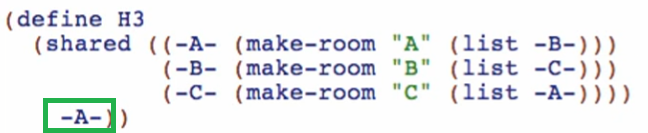 (define H3
(shared ((-A- (make-room "A" (list -B-)))
(-B- (make-room "B" (list -C-)))
(-C- (make-room "C" (list -A-))))
-A-))